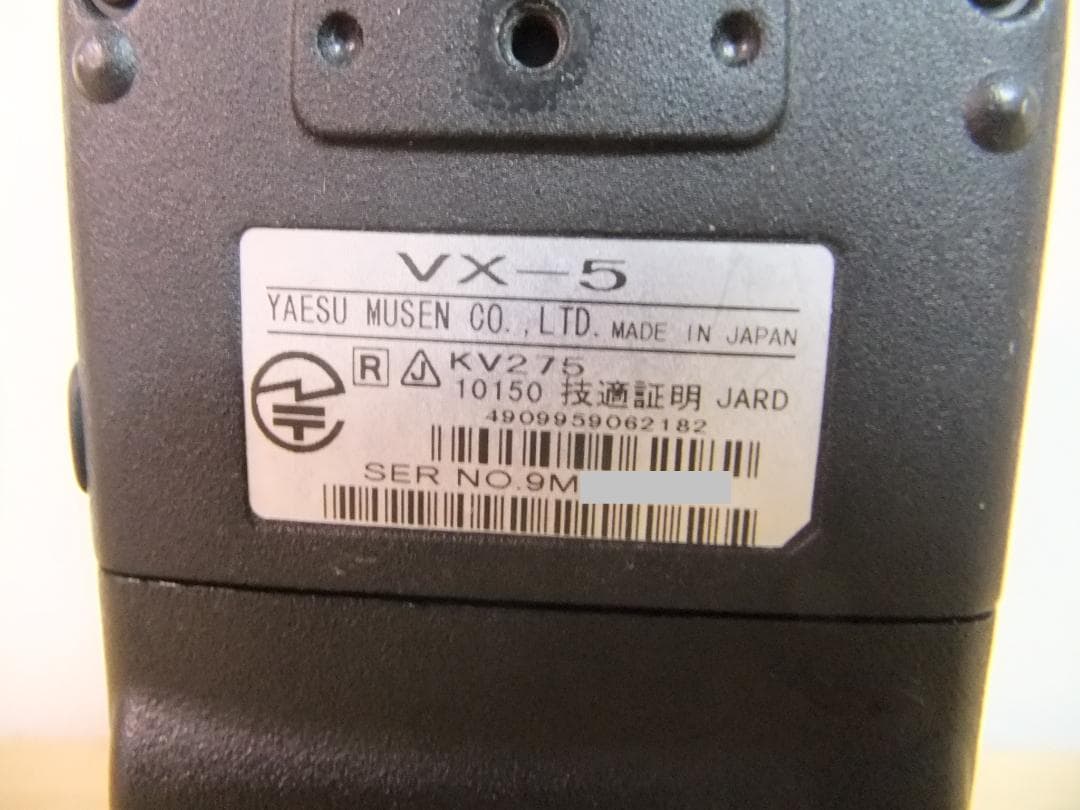 VX-5
YAESU MUSEN CO.,LTD. MADE IN JAPAN
R J KV275
10150 技適証明 JARD
4909959062182
SER NO.9M